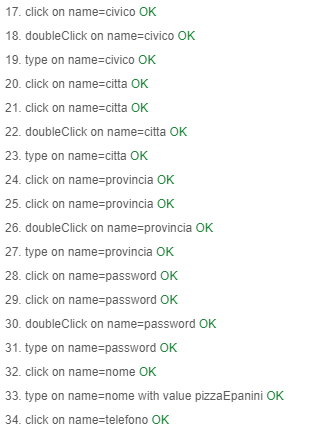 17. click on name=civico OK
18. doubleClick on name=civico OK
19. type on name=civico OK
20. click on name=citta OK
21. click on name=citta OK
22. doubleClick on name=citta OK
23. type on name=citta OK
24. click on name=provincia OK
25. click on name=provincia OK
26. doubleClick on name=provincia OK
27. type on name=provincia OK
28. click on name=password OK
29. click on name=password OK
30. doubleClick on name=password OK
31. type on name=password OK
32. click on name=nome OK
33. type on name=nome with value pizzaEpanini OK
34. click on name=telefono OK